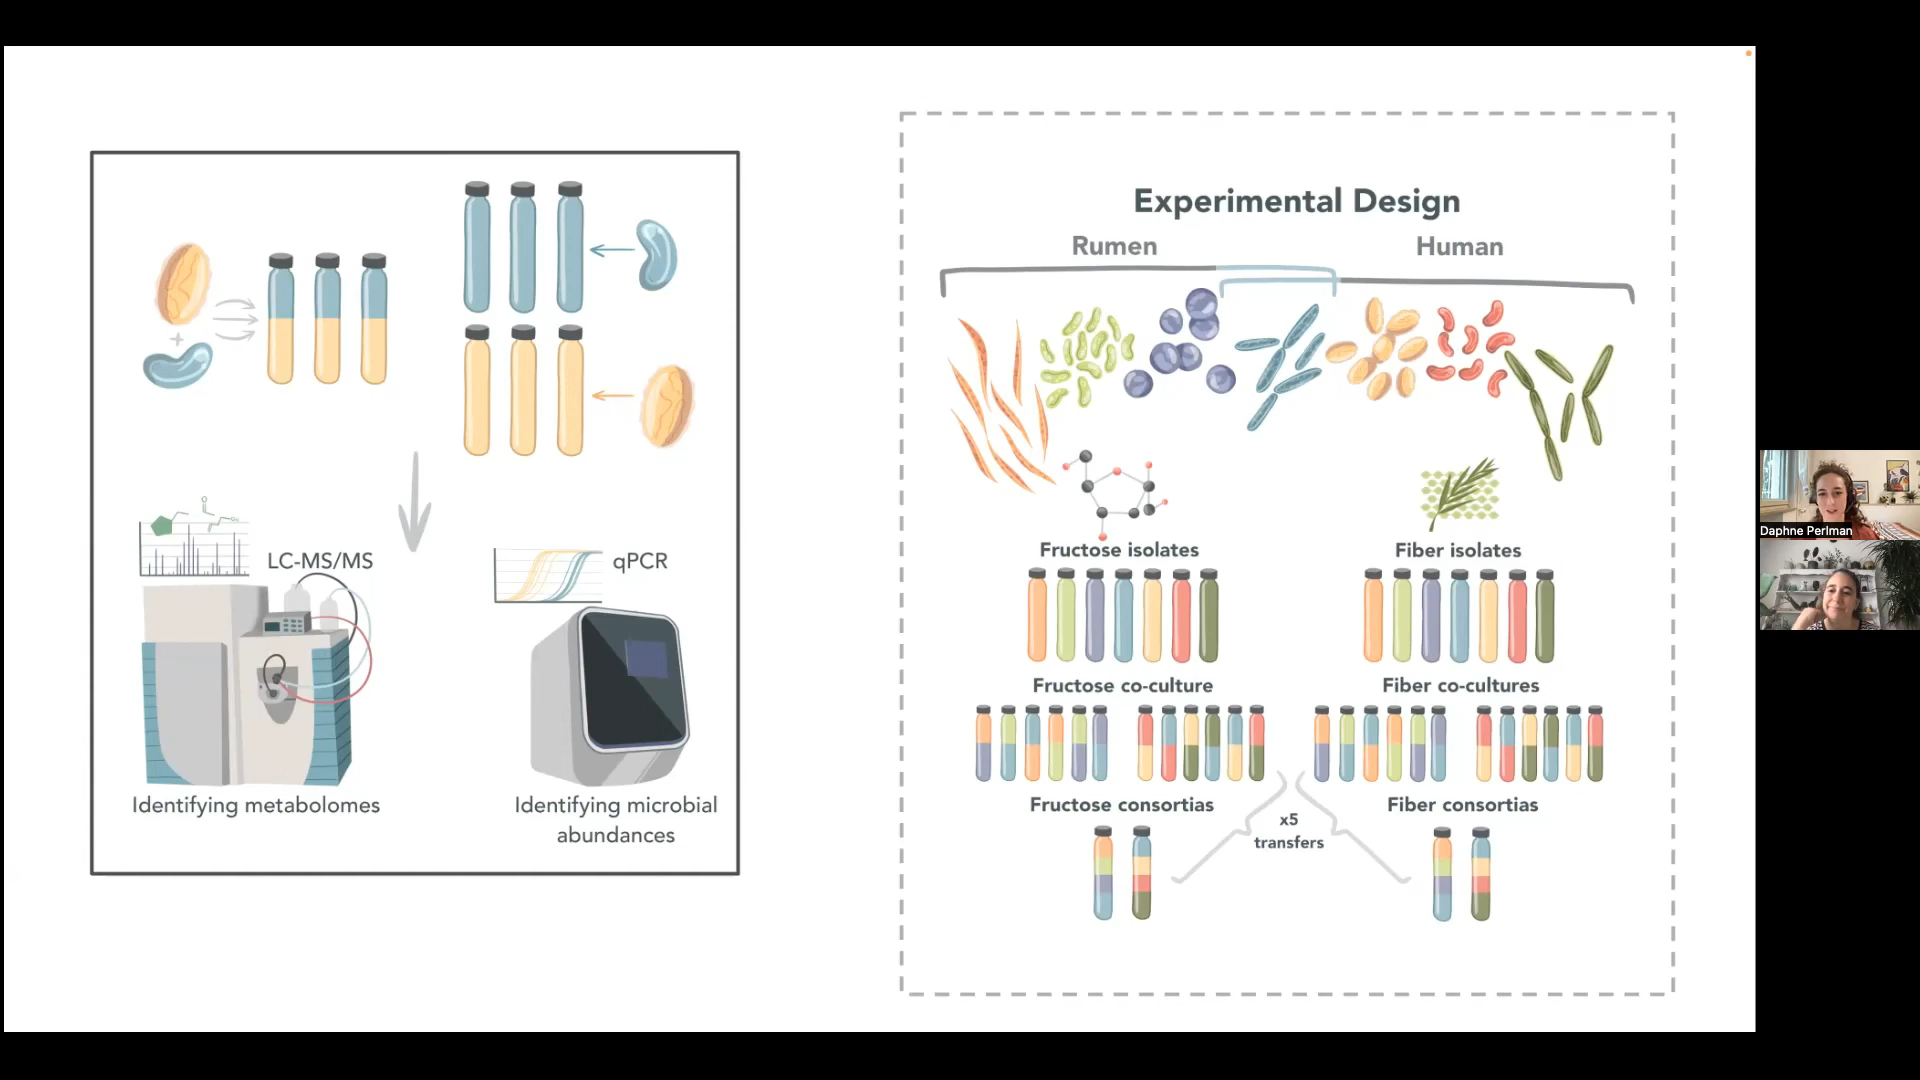 LC-MS/MS
qPCR
Identifying metabolomes
Identifying microbial
abundances
Experimental Design
Rumen
Human
Fructose isolates
Fiber isolates
Fructose co-culture
Fiber co-cultures
Fructose consortias
Fiber consortias
x5
transfers
Daphne Perlman